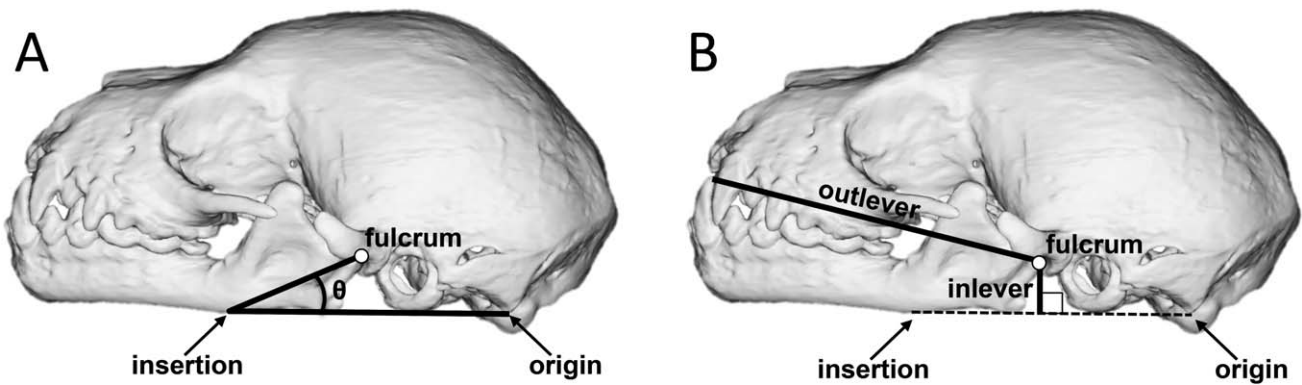 A
fulcrum
θ
insertion
origin
B
outlever
fulcrum
inlever
insertion
origin